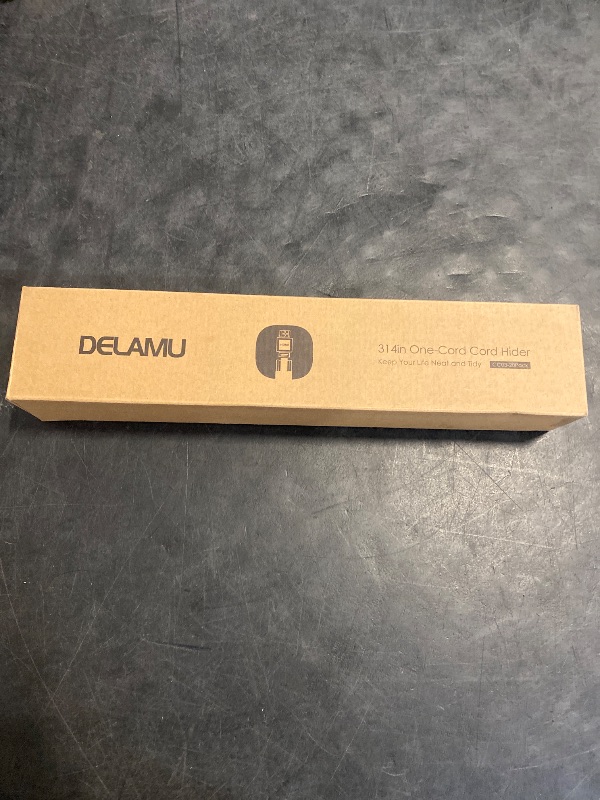 DELAMU
314in One-Cord Cord Hider
Keep Your Life Neat and Tidy